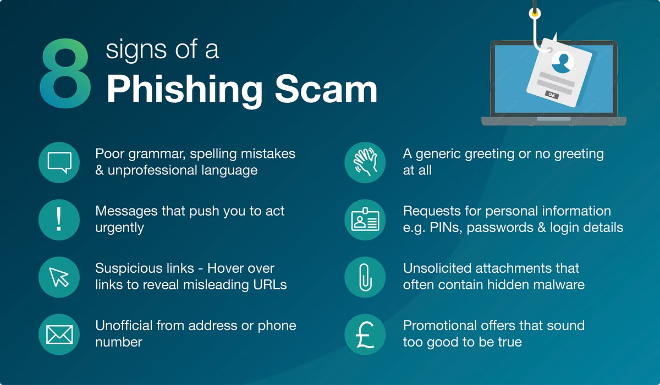 8
signs of a
Phishing Scam
Poor grammar, spelling mistakes
& unprofessional language
Messages that push you to act
urgently
Suspicious links - Hover over
links to reveal misleading URLs
Unofficial from address or phone
number
A generic greeting or no greeting
at all
Requests for personal information
e.g. PINs, passwords & login details
Unsolicited attachments that
often contain hidden malware
£
Promotional offers that sound
too good to be true